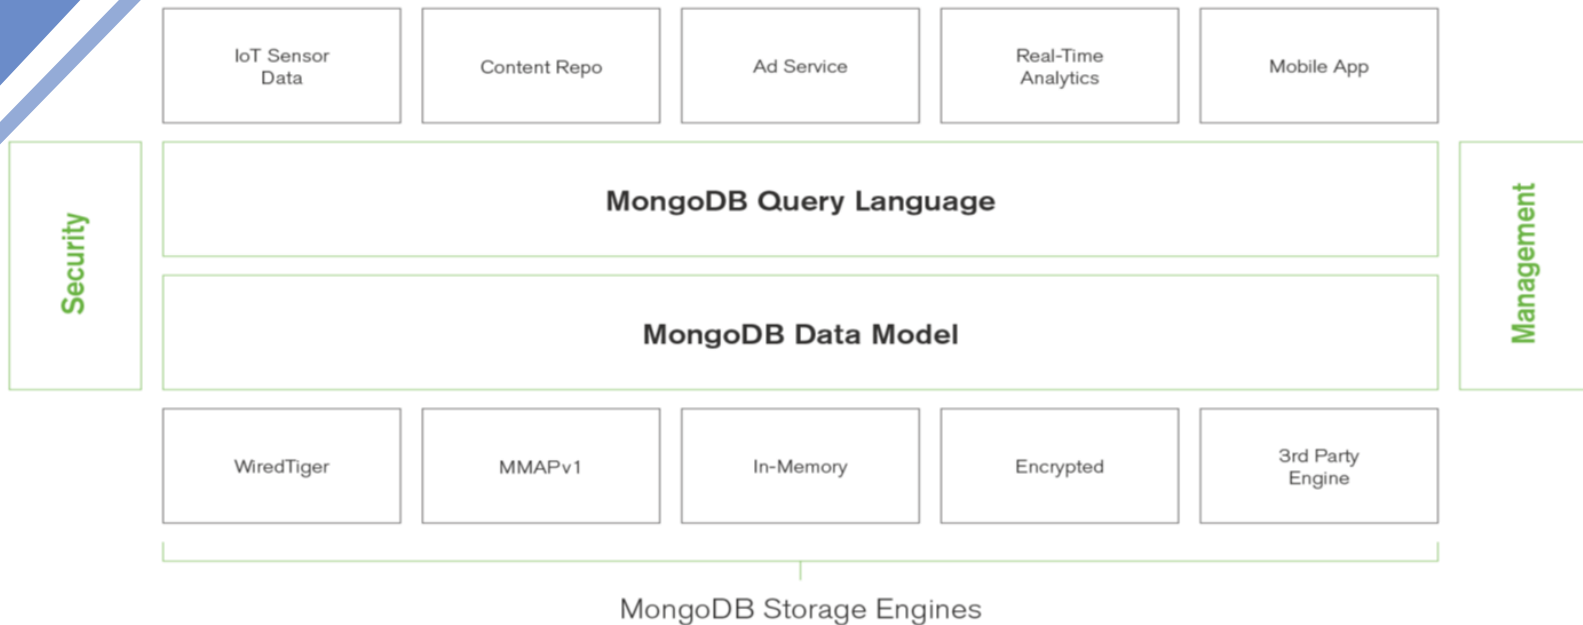 IoT Sensor
Data
Content Repo
Ad Service
Real-Time
Analytics
Mobile App
Security
MongoDB Query Language
Management
MongoDB Data Model
WiredTiger
MMAPv1
In-Memory
Encrypted
3rd Party
Engine
MongoDB Storage Engines